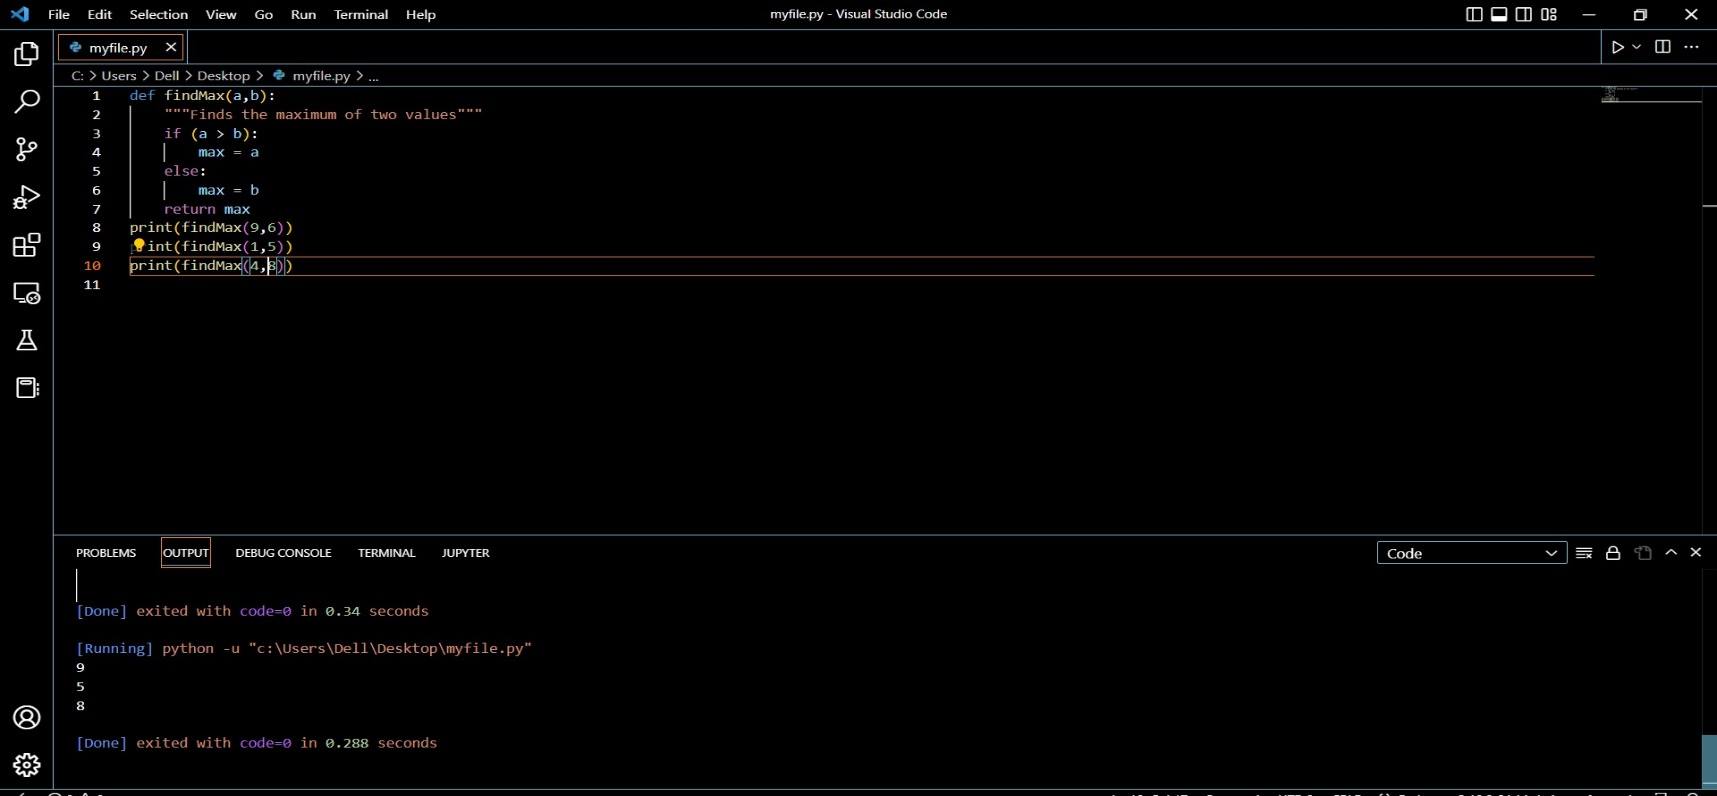 File Edit Selection View Go Run Terminal Help
myfile.py - Visual Studio Code
myfile.py
C: > Users > Dell > Desktop > myfile.py > ...
1 def findMax(a,b):
2 """Finds the maximum of two values"""
3 if (a > b):
4 max = a
5 else:
6 max = b
7 return max
8 print(findMax(9,6))
9 int(findMax(1,5))
10 print(findMax(4,8))
11
PROBLEMS OUTPUT DEBUG CONSOLE TERMINAL JUPYTER
Code
[Done] exited with code=0 in 0.34 seconds
[Running] python -u "c:\Users\Dell\Desktop\myfile.py"
9
5
8
[Done] exited with code=0 in 0.288 seconds